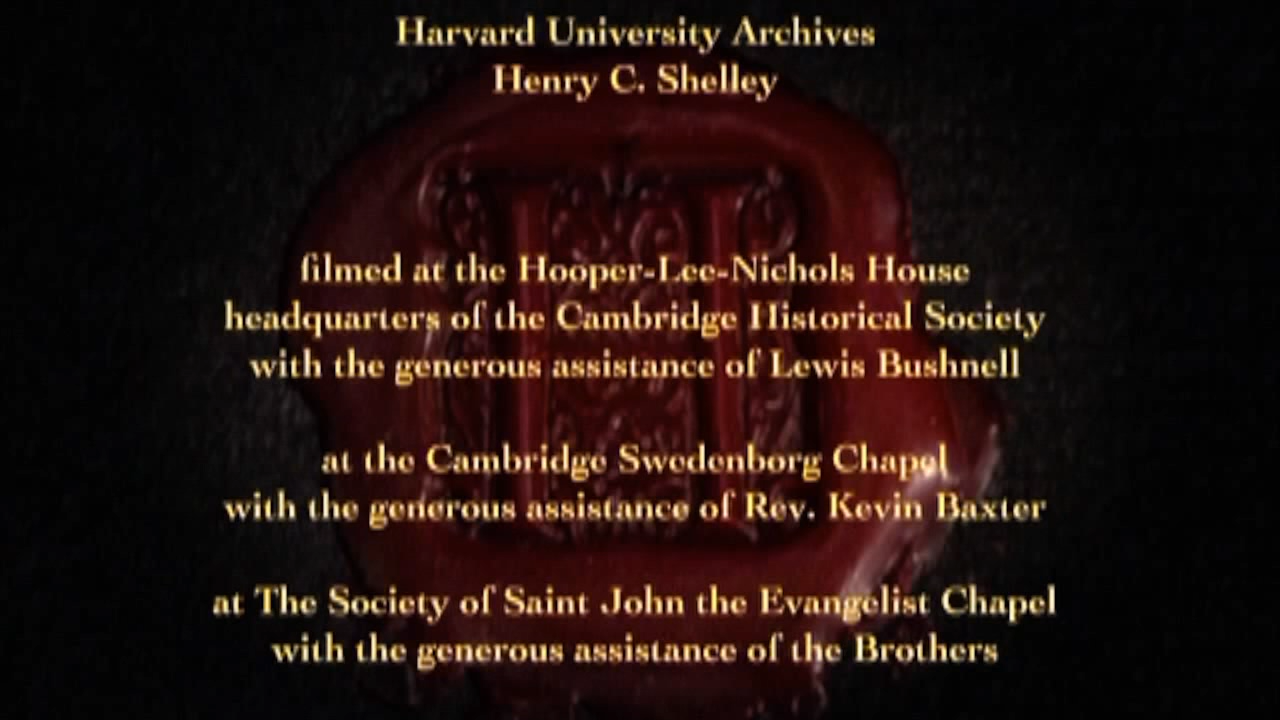 Harvard University Archives
Henry C. Shelley
filmed at the Hooper-Lee-Nichols House
headquarters of the Cambridge Historical Society
with the generous assistance of Lewis Bushnell
at the Cambridge Swedenborg Chapel
with the generous assistance of Rev. Kevin Baxter
at The Society of Saint John the Evangelist Chapel
with the generous assistance of the Brothers